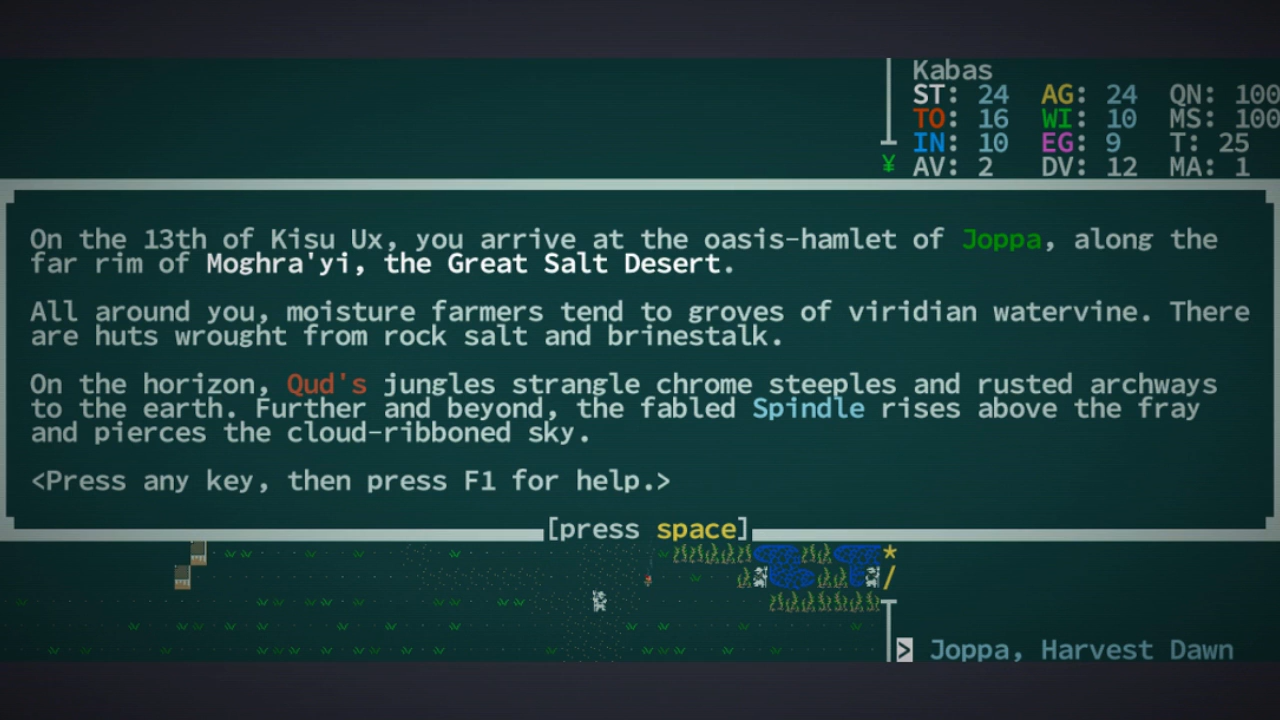 Kabas
ST: 24 AG: 24 QN: 100
TO: 16 WI: 10 MS: 100
IN: 10 EG: 9 T: 25
¥ AV: 2 DV: 12 MA: 1
On the 13th of Kisu Ux, you arrive at the oasis-hamlet of Joppa, along the
far rim of Moghra'yi, the Great Salt Desert.
All around you, moisture farmers tend to groves of viridian watervine. There
are huts wrought from rock salt and brinestalk.
On the horizon, Qud's jungles strangle chrome steeples and rusted archways
to the earth. Further and beyond, the fabled Spindle rises above the fray
and pierces the cloud-ribboned sky.
<Press any key, then press F1 for help.>
[press space]
*
/
> Joppa, Harvest Dawn